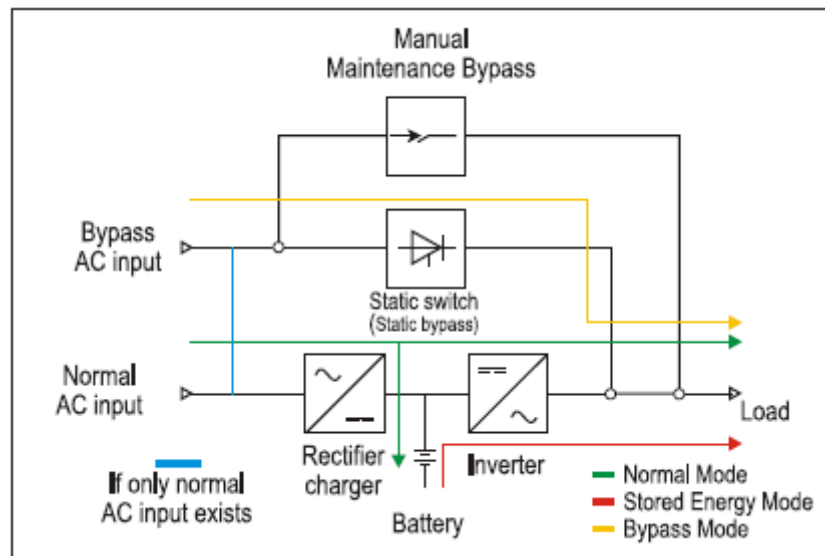 Manual
Maintenance Bypass
Bypass
AC input
Static switch
(Static bypass)
Normal
AC input
Load
Rectifier
charger
Inverter
If only normal
AC input exists
Battery
Normal Mode
Stored Energy Mode
Bypass Mode